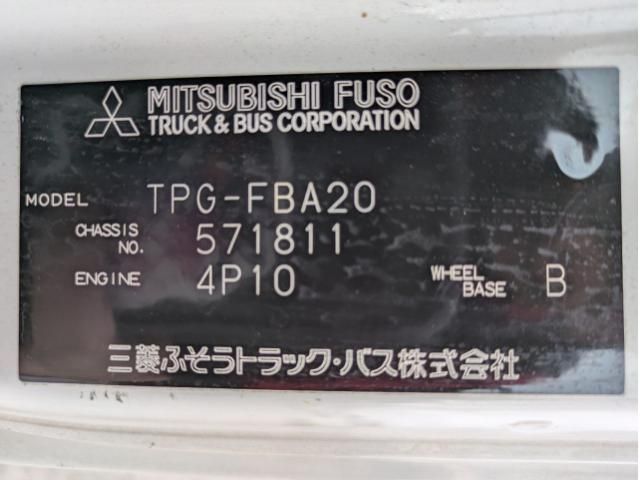 MITSUBISHI FUSO
TRUCK & BUS CORPORATION
MODEL TPG-FBA20
CHASSIS NO. 571811
ENGINE 4P10 WHEEL BASE B
三菱ふそうトラック・バス株式会社